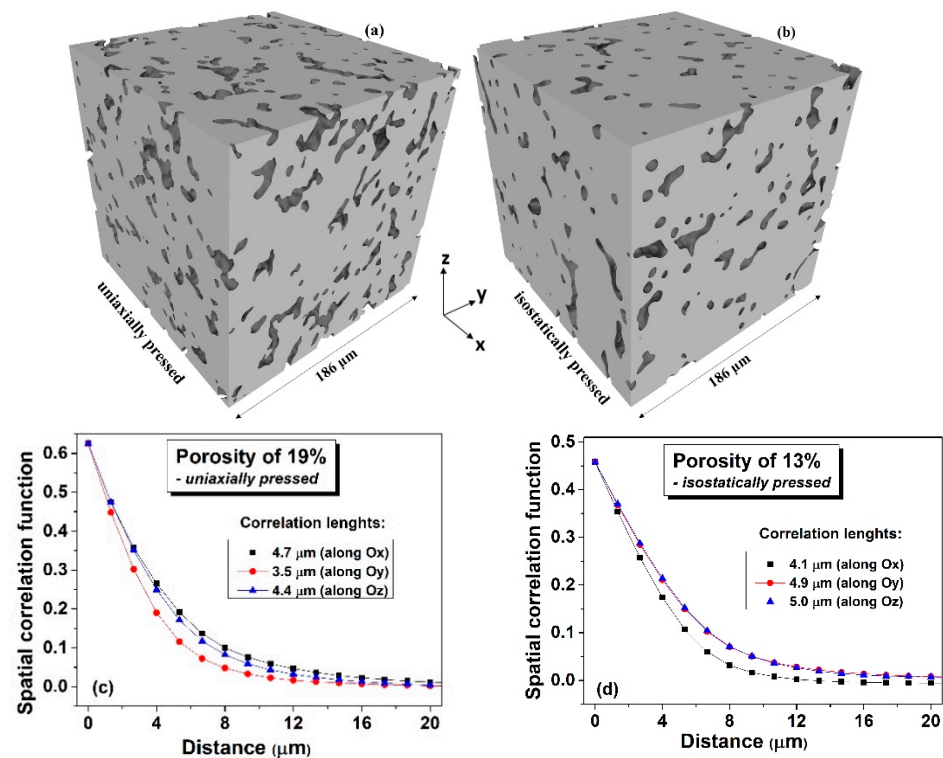 (a)
(b)
uniaxially pressed
186 μm
z
y
x
isostatically pressed
186 μm
Spatial correlation function
0.6
0.5
0.4
0.3
0.2
0.1
0.0
Porosity of 19%
- uniaxially pressed
Correlation lenghts:
4.7 μm (along Ox)
3.5 μm (along Oy)
4.4 μm (along Oz)
(c)
0 4 8 12 16 20
Distance (μm)
Spatial correlation function
0.5
0.4
0.3
0.2
0.1
0.0
Porosity of 13%
- isostatically pressed
Correlation lenghts:
4.1 μm (along Ox)
4.9 μm (along Oy)
5.0 μm (along Oz)
(d)
0 4 8 12 16 20
Distance (μm)